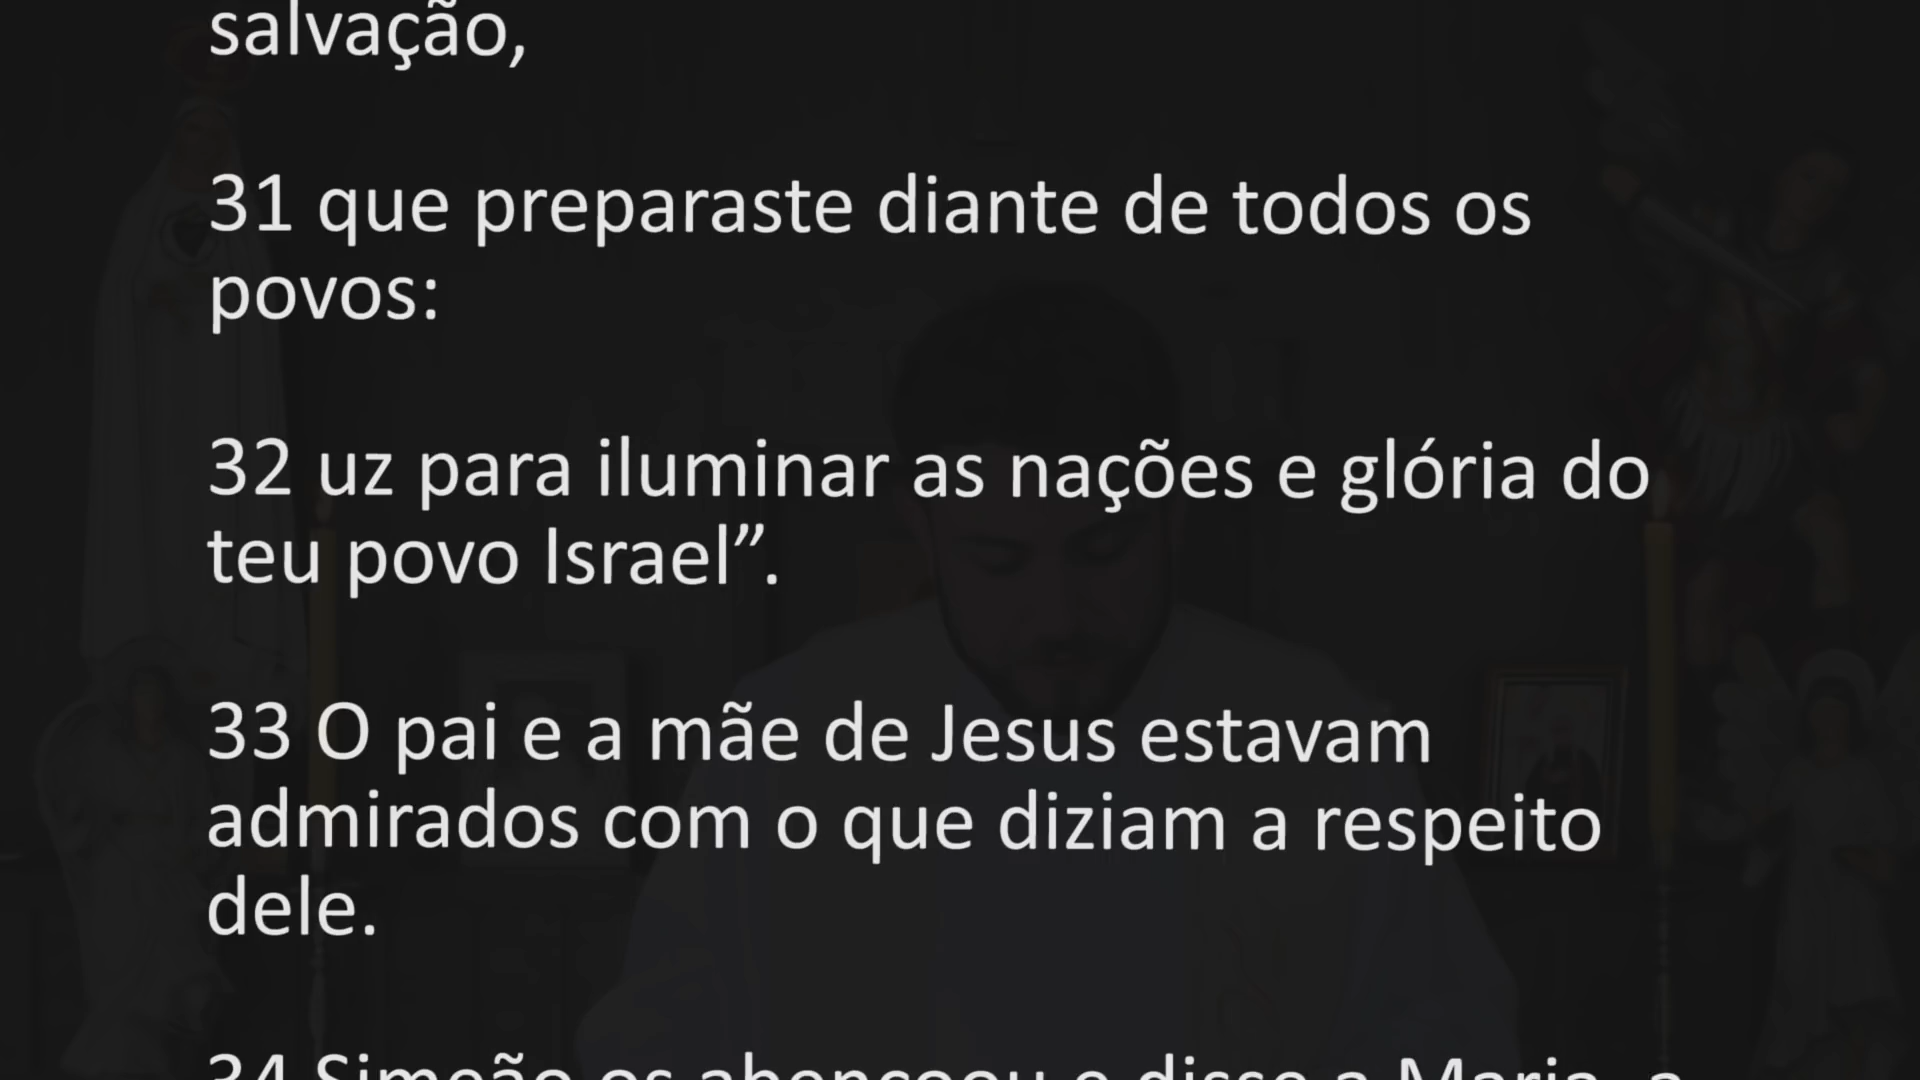 salvação,
31 que preparaste diante de todos os
povos:
32 uz para iluminar as nações e glória do
teu povo Israel”.
33 O pai e a mãe de Jesus estavam
admirados com o que diziam a respeito
dele.
34 Simeão os abençoou e disse a Maria, a